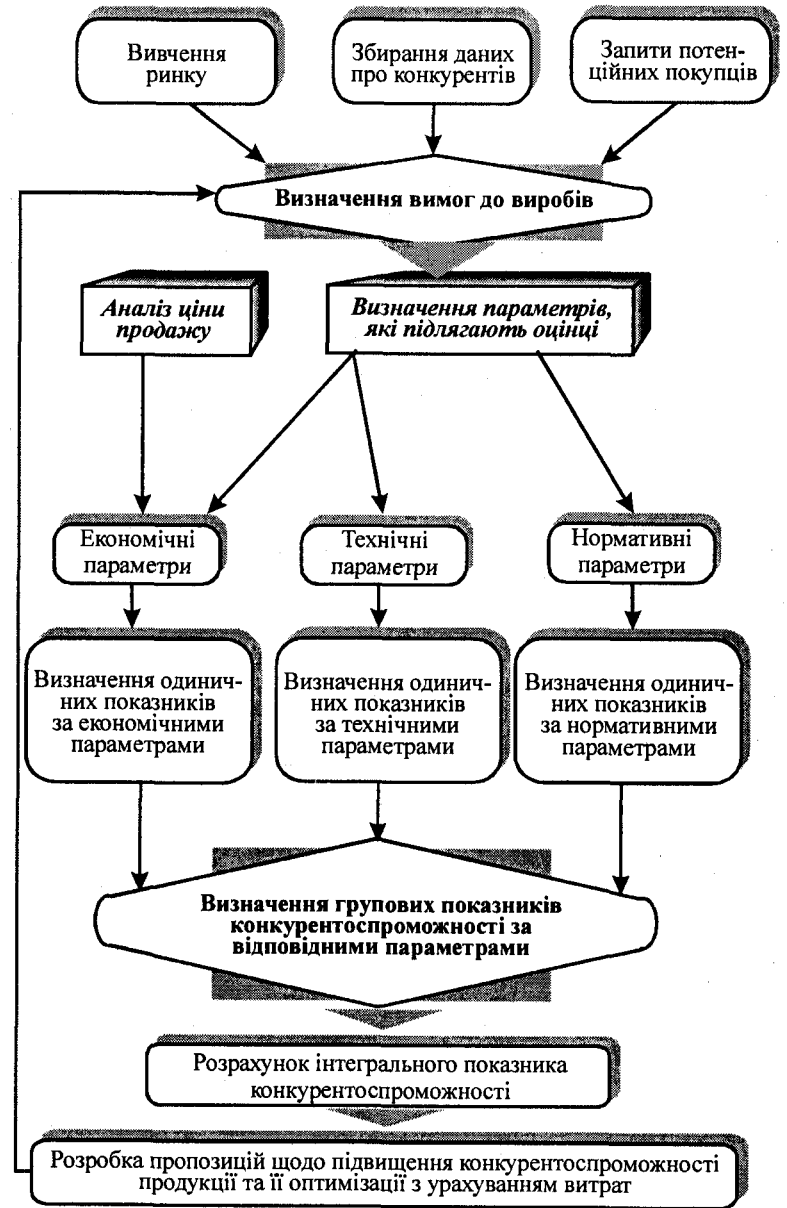 Вивчення
ринку
Збирання даних
про конкурентів
Запити потен-
ційних покупців
Визначення вимог до виробів
Аналіз ціни
продажу
Визначення параметрів,
які підлягають оцінці
Економічні
параметри
Технічні
параметри
Нормативні
параметри
Визначення одинич-
них показників
за економічними
параметрами
Визначення одинич-
них показників
за технічними
параметрами
Визначення одинич-
них показників
за нормативними
параметрами
Визначення групових показників
конкурентоспроможності за
відповідними параметрами
Розрахунок інтегрального показника
конкурентоспроможності
Розробка пропозицій щодо підвищення конкурентоспроможності
продукції та її оптимізації з урахуванням витрат